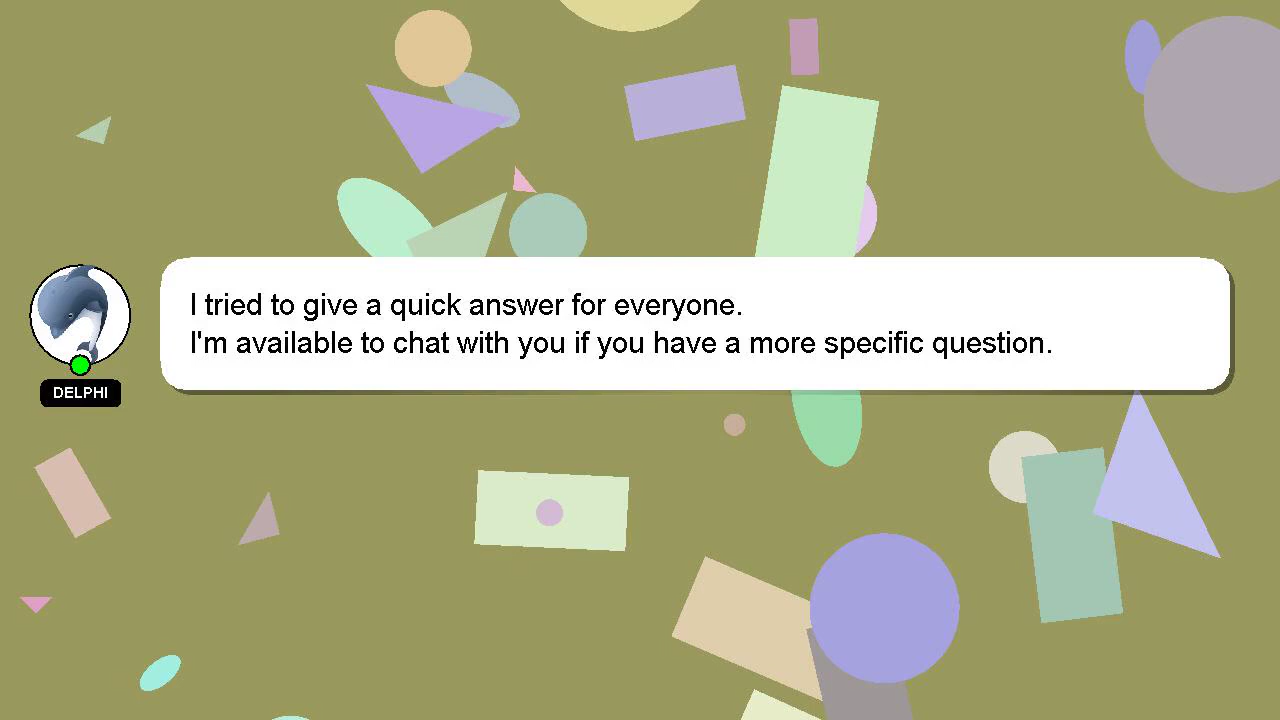 I tried to give a quick answer for everyone.
I'm available to chat with you if you have a more specific question.
DELPHI